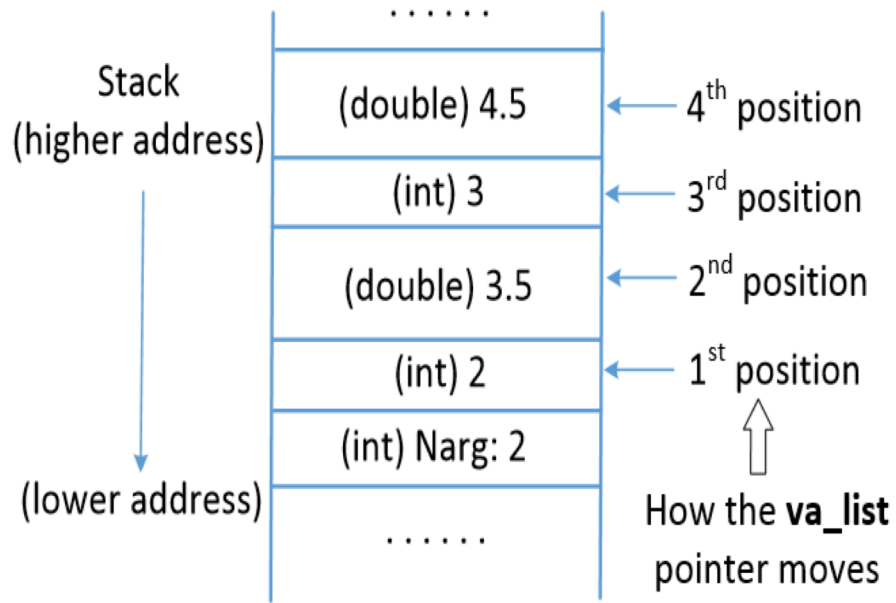 ......
Stack
(higher address)
(double) 4.5
4th position
(int) 3
3rd position
(double) 3.5
2nd position
(int) 2
1st position
(int) Narg: 2
(lower address)
How the va_list
pointer moves
......